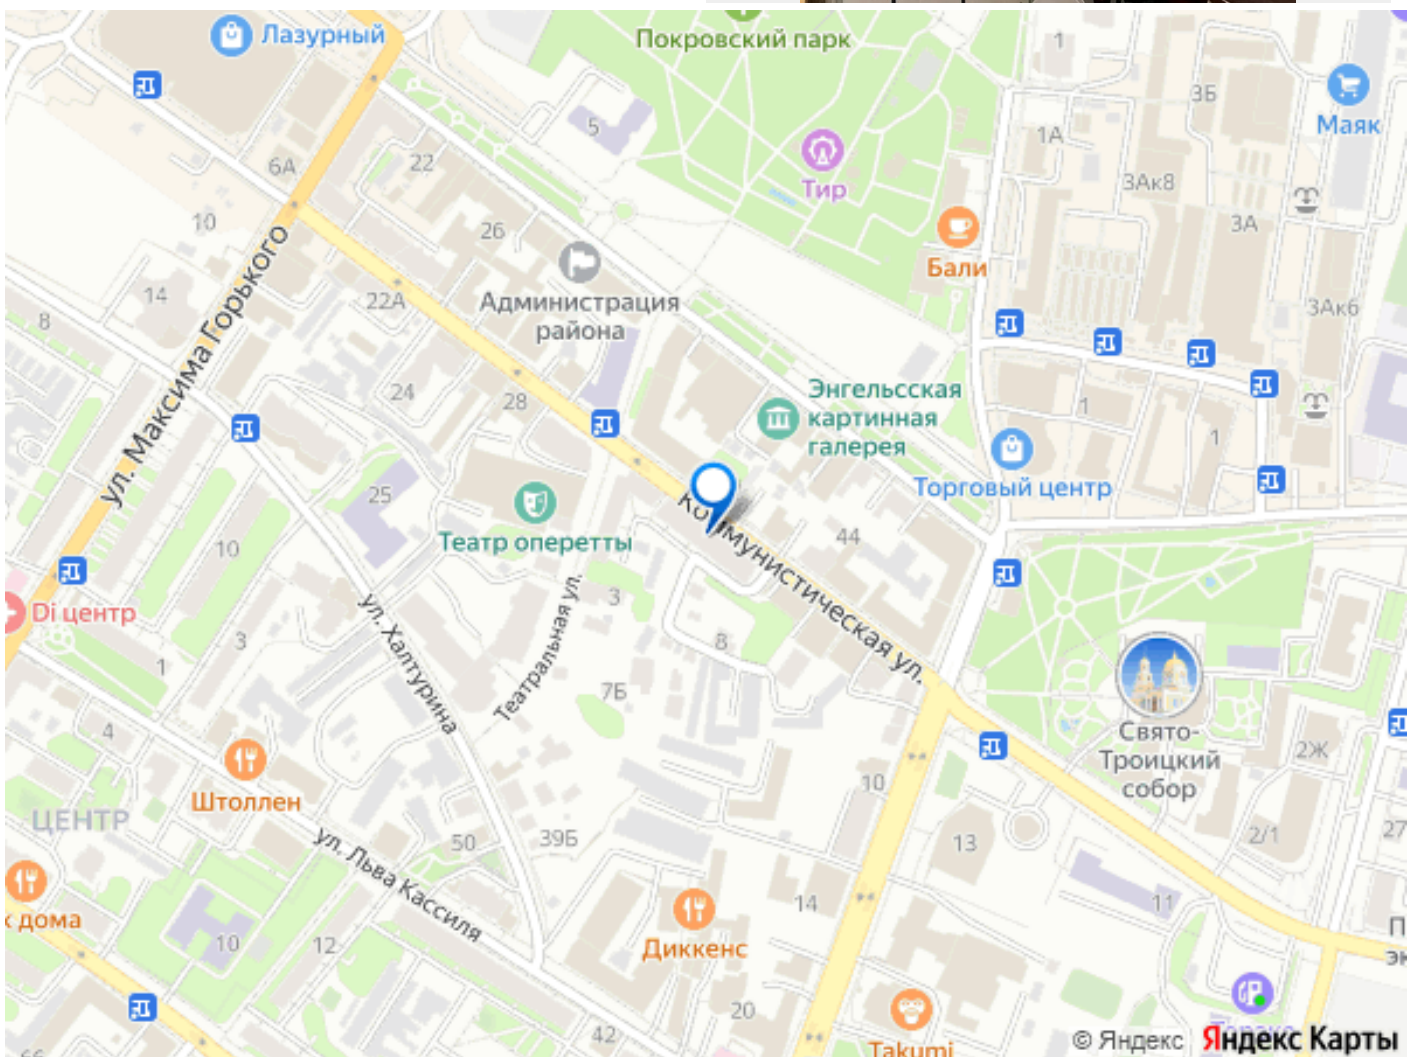 Лазурный
Покровский парк
1
3Б
Маяк
5
1А
22
6А
Тир
3Ак8
10
26
3А
Бали
ул. Максима Горького
Администрация
района
14
22А
8
3Ак6
24
28
Энгельсская
картинная
галерея
1
1
25
Торговый центр
Театр оперетты
Коммунистическая ул.
44
10
Di центр
ул. Халтурина
Театральная ул.
3
3
8
1
7Б
4
Свято-
Троицкий
собор
2Ж
Штоллен
10
ЦЕНТР
ул. Льва Кассиля
50
39Б
13
2/1
27
к дома
10
12
14
11
Диккенс
П
эк
20
42
Takumi
66
© Яндекс
Яндекс Карты